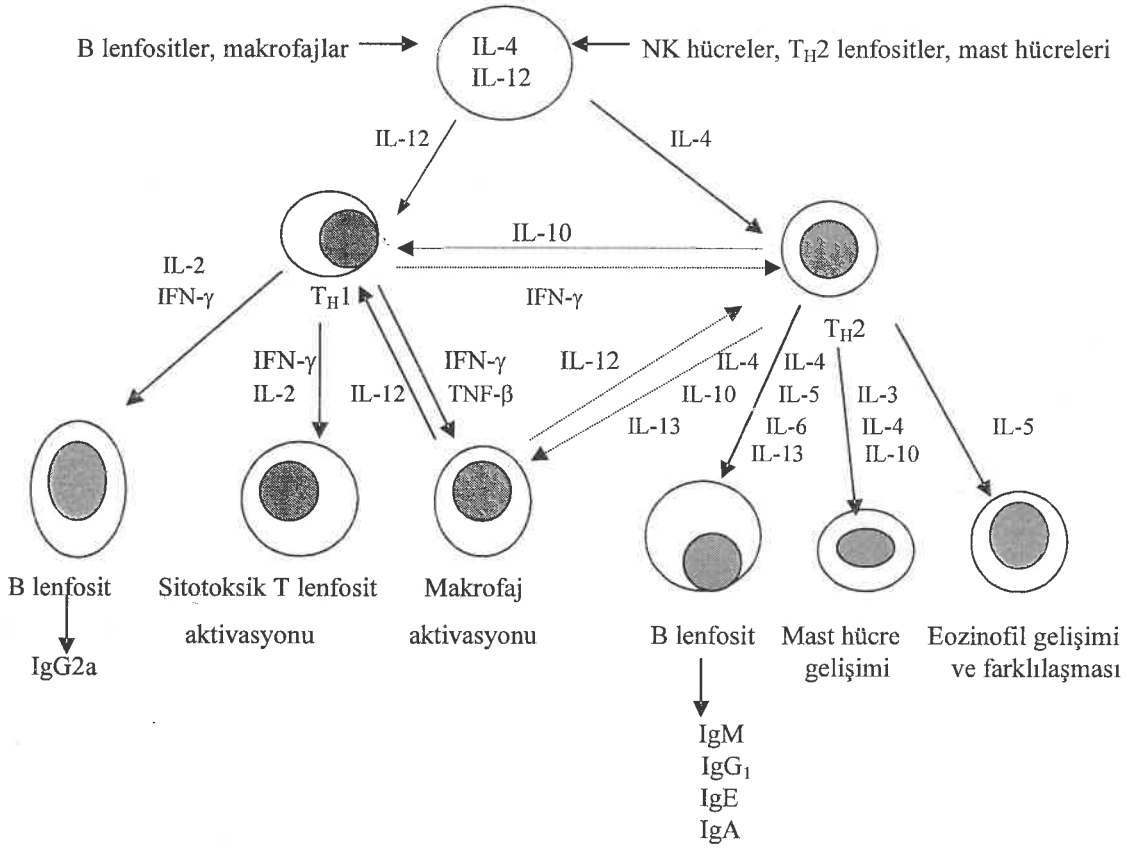 B lenfositler, makrofajlar
IL-4
IL-12
NK hücreler, TH2 lenfositler, mast hücreleri
IL-12
IL-4
IL-10
IL-2
IFN-γ
TH1
IFN-γ
TH2
IFN-γ
IL-2
IL-12
IFN-γ
TNF-β
IL-12
IL-4
IL-10
IL-13
IL-4
IL-5
IL-6
IL-13
IL-3
IL-4
IL-10
IL-5
B lenfosit
IgG2a
Sitotoksik T lenfosit
aktivasyonu
Makrofaj
aktivasyonu
B lenfosit
IgM
IgG1
IgE
IgA
Mast hücre
gelişimi
Eozinofil gelişimi
ve farklılaşması